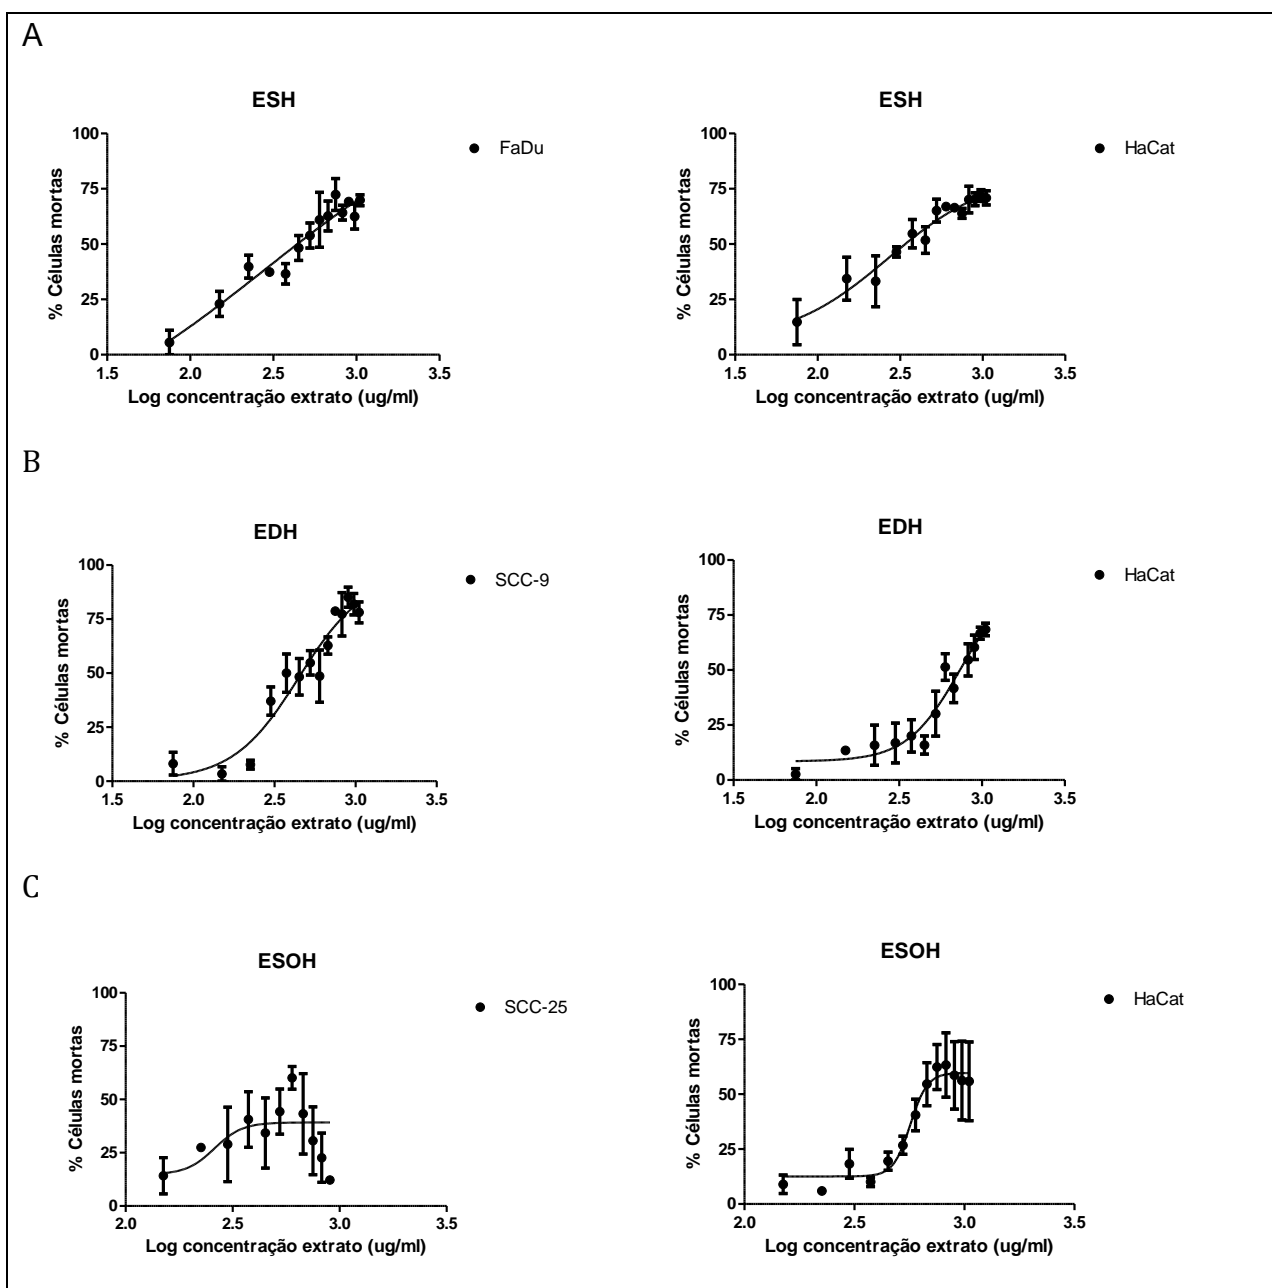 A
ESH
ESH
100
75
50
25
0
% Células mortas
1.5 2.0 2.5 3.0 3.5
Log concentração extrato (ug/ml)
FaDu
100
75
50
25
0
% Células mortas
1.5 2.0 2.5 3.0 3.5
Log concentração extrato (ug/ml)
HaCat
B
EDH
EDH
100
75
50
25
0
% Células mortas
1.5 2.0 2.5 3.0 3.5
Log concentração extrato (ug/ml)
SCC-9
100
75
50
25
0
% Células mortas
1.5 2.0 2.5 3.0 3.5
Log concentração extrato (ug/ml)
HaCat
C
ESOH
ESOH
100
75
50
25
0
% Células mortas
2.0 2.5 3.0 3.5
Log concentração extrato (ug/ml)
SCC-25
100
75
50
25
0
% Células mortas
2.0 2.5 3.0 3.5
Log concentração extrato (ug/ml)
HaCat